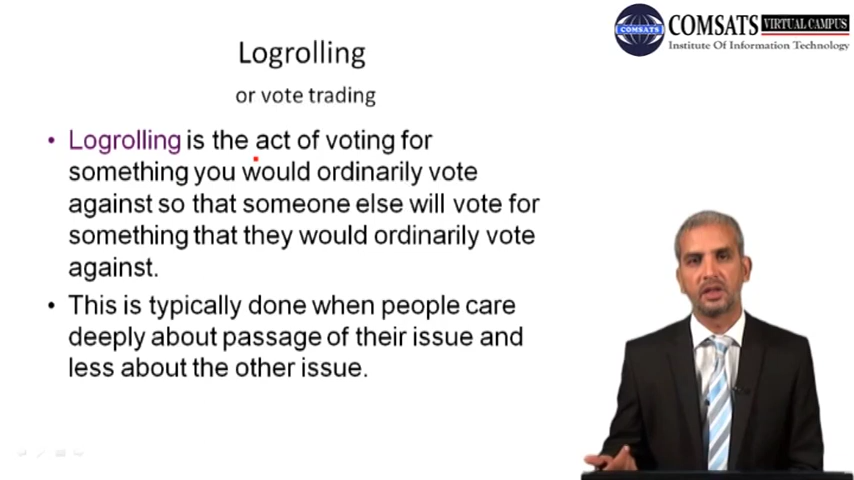 COMSATS
COMSATS VIRTUAL CAMPUS
Institute Of Information Technology
Logrolling
or vote trading
• Logrolling is the act of voting for
something you would ordinarily vote
against so that someone else will vote for
something that they would ordinarily vote
against.
• This is typically done when people care
deeply about passage of their issue and
less about the other issue.